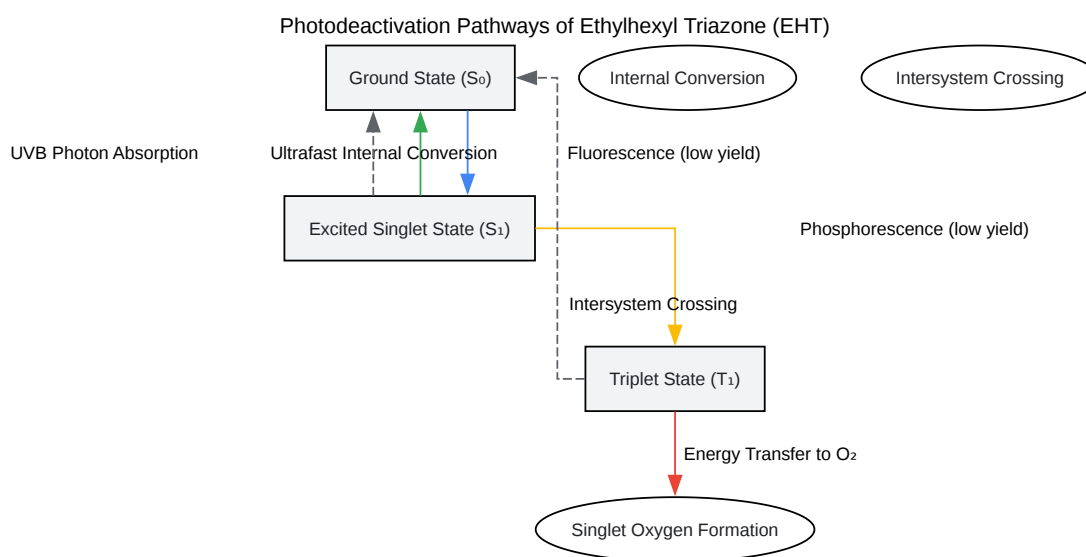 Photodeactivation Pathways of Ethylhexyl Triazone (EHT)
Ground State (S₀)
Internal Conversion
Intersystem Crossing
UVB Photon Absorption
Ultrafast Internal Conversion
Fluorescence (low yield)
Excited Singlet State (S₁)
Phosphorescence (low yield)
Intersystem Crossing
Triplet State (T₁)
Energy Transfer to O₂
Singlet Oxygen Formation